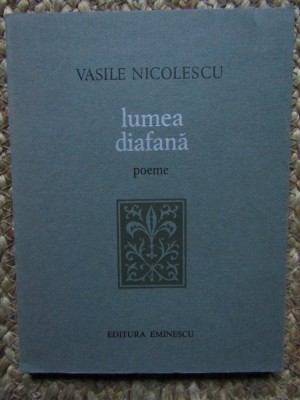 VASILE NICOLESCU
lumea
diafană
poeme
EDITURA EMINESCU